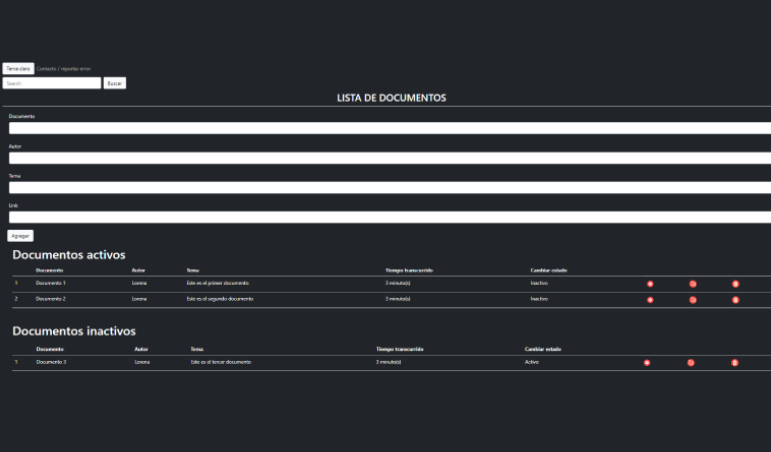 Tema claro Contacto / reportar error
Search Buscar
LISTA DE DOCUMENTOS
Documento
Autor
Tema
Link
Agregar
Documentos activos
Documento Autor Tema Tiempo transcurrido Cambiar estado
1 Documento 1 Lorena Este es el primer documento 3 minuto(s) Inactivo
2 Documento 2 Lorena Este es el segundo documento 3 minuto(s) Inactivo
Documentos inactivos
Documento Autor Tema Tiempo transcurrido Cambiar estado
1 Documento 3 Lorena Este es el tercer documento 3 minuto(s) Activo